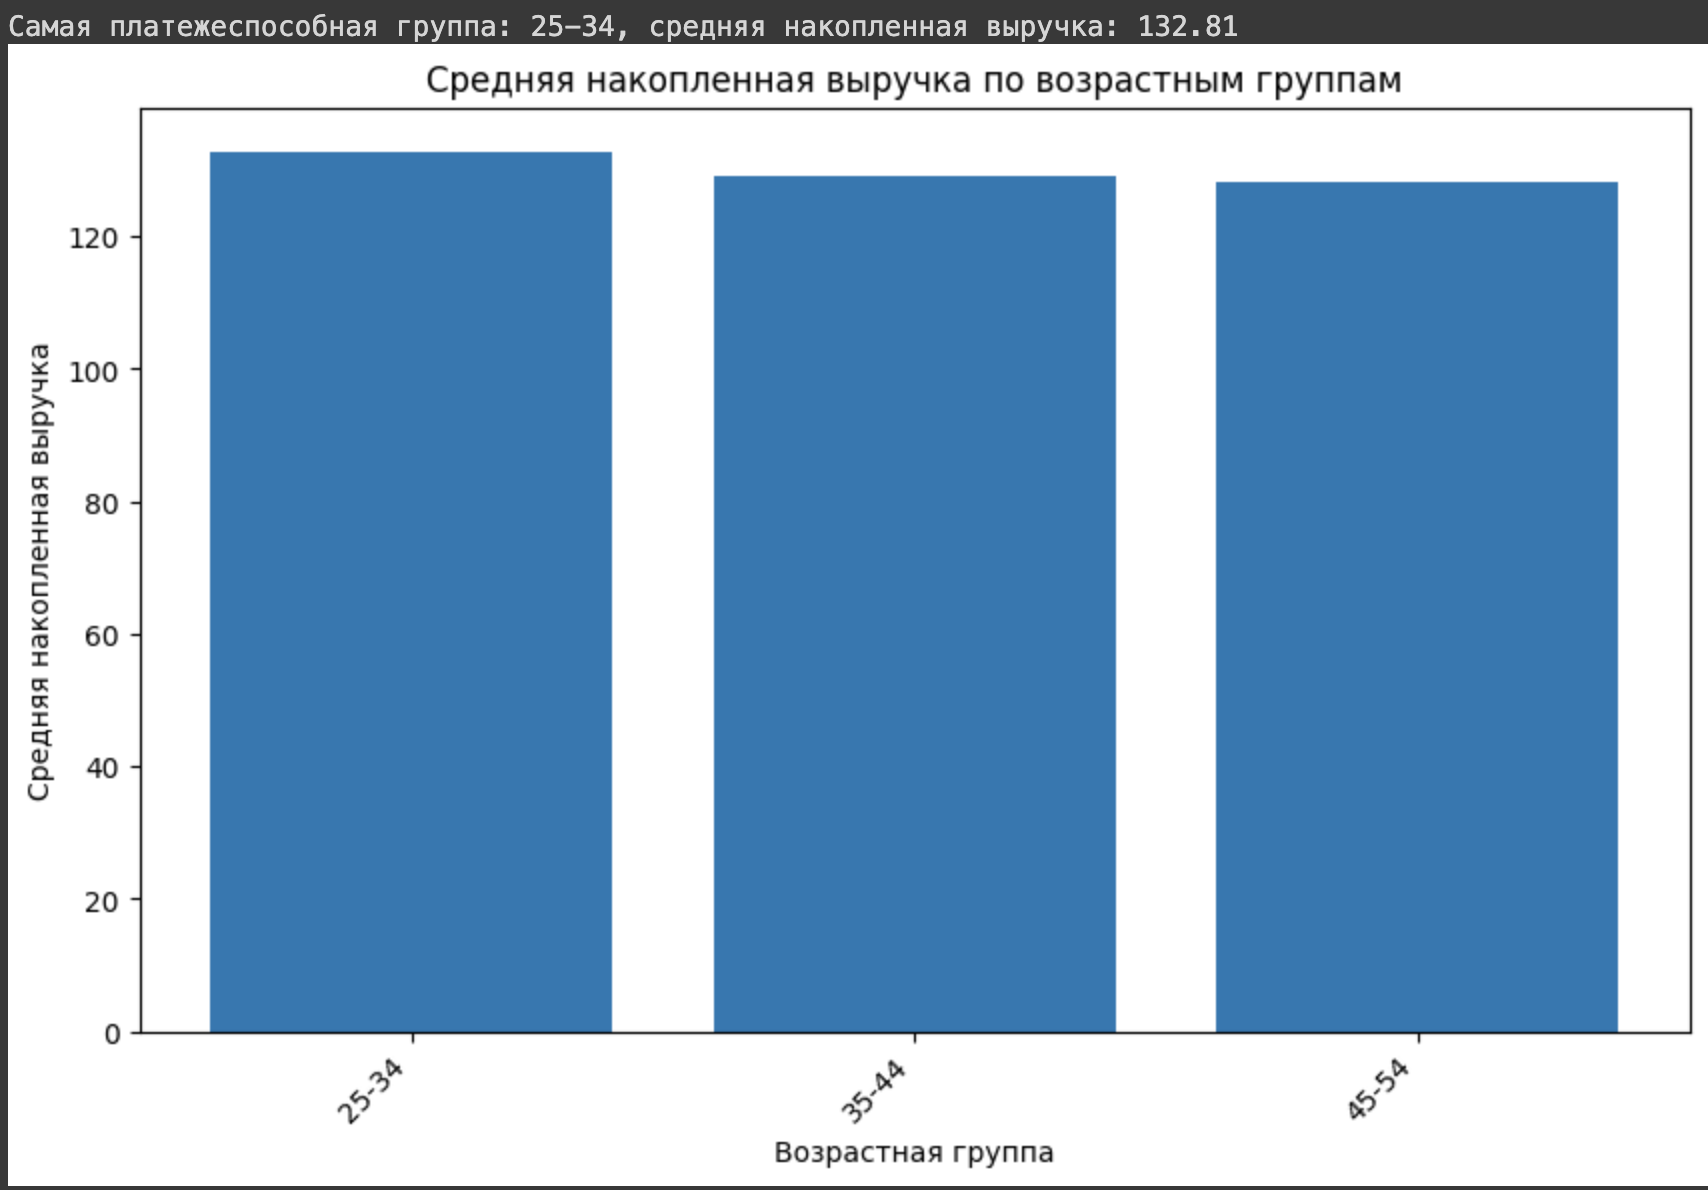 Самая платежеспособная группа: 25-34, средняя накопленная выручка: 132.81
Средняя накопленная выручка по возрастным группам
Средняя накопленная выручка
120
100
80
60
40
20
0
25-34
35-44
45-54
Возрастная группа